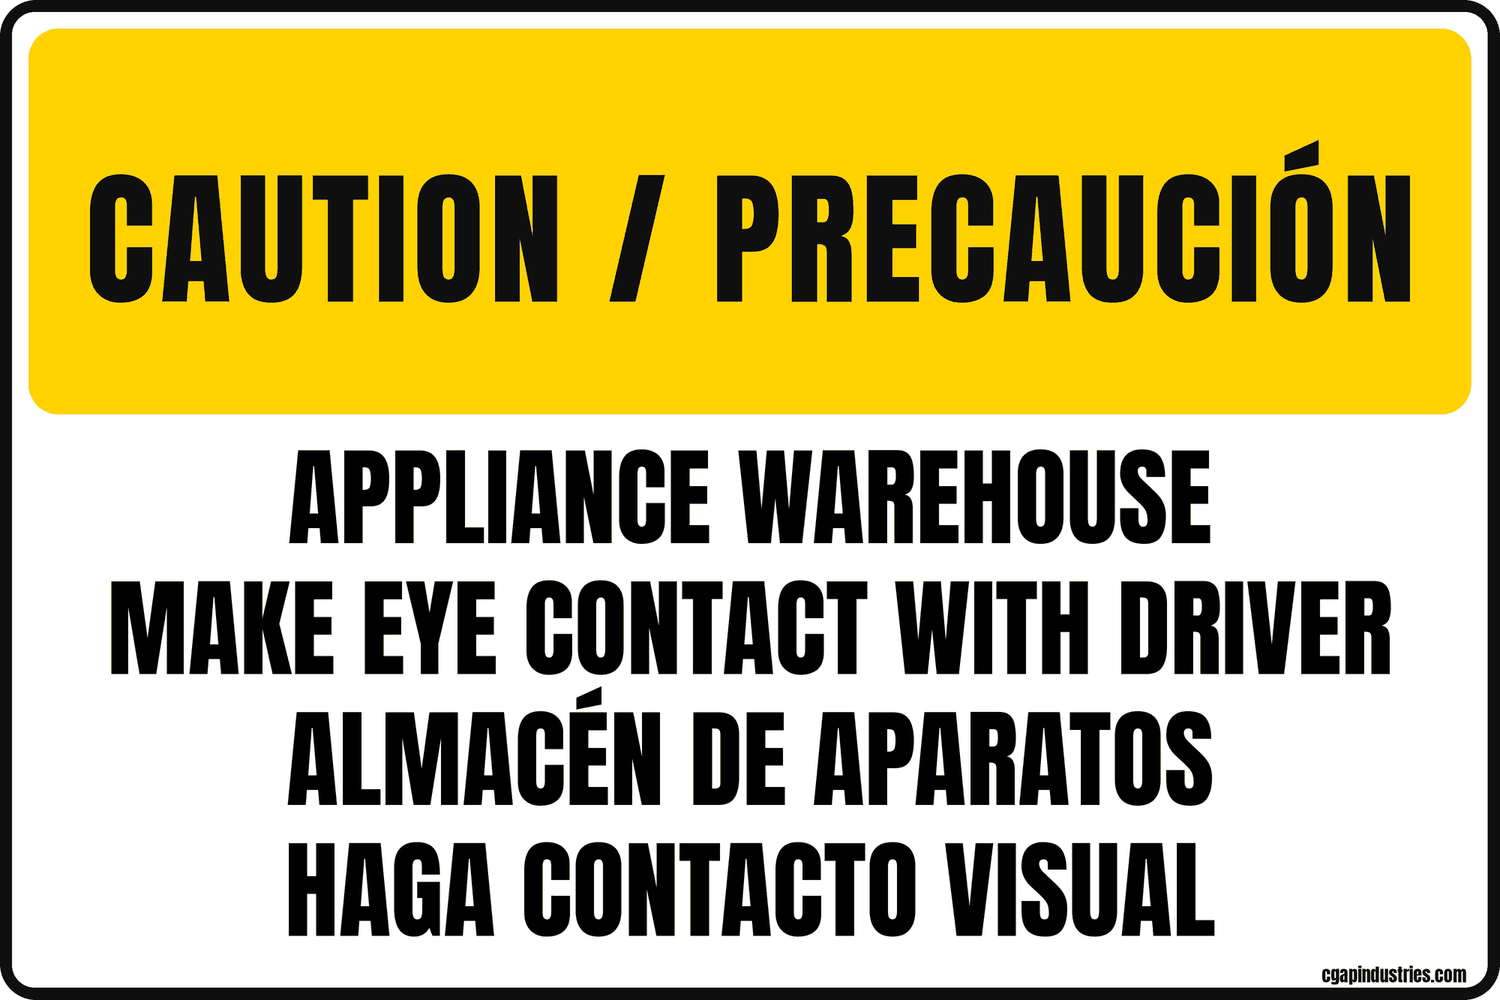 CAUTION / PRECAUCIÓN
APPLIANCE WAREHOUSE
MAKE EYE CONTACT WITH DRIVER
ALMACÉN DE APARATOS
HAGA CONTACTO VISUAL
cgapindustries.com